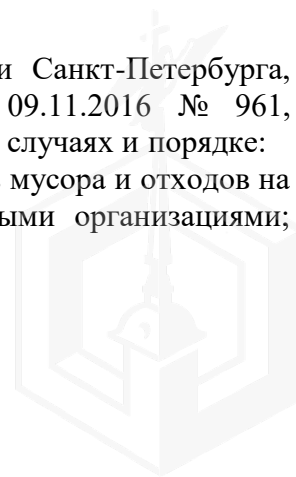 и Санкт-Петербурга,
09.11.2016 № 961,
случаях и порядке:
мусора и отходов на
ыми организациями;